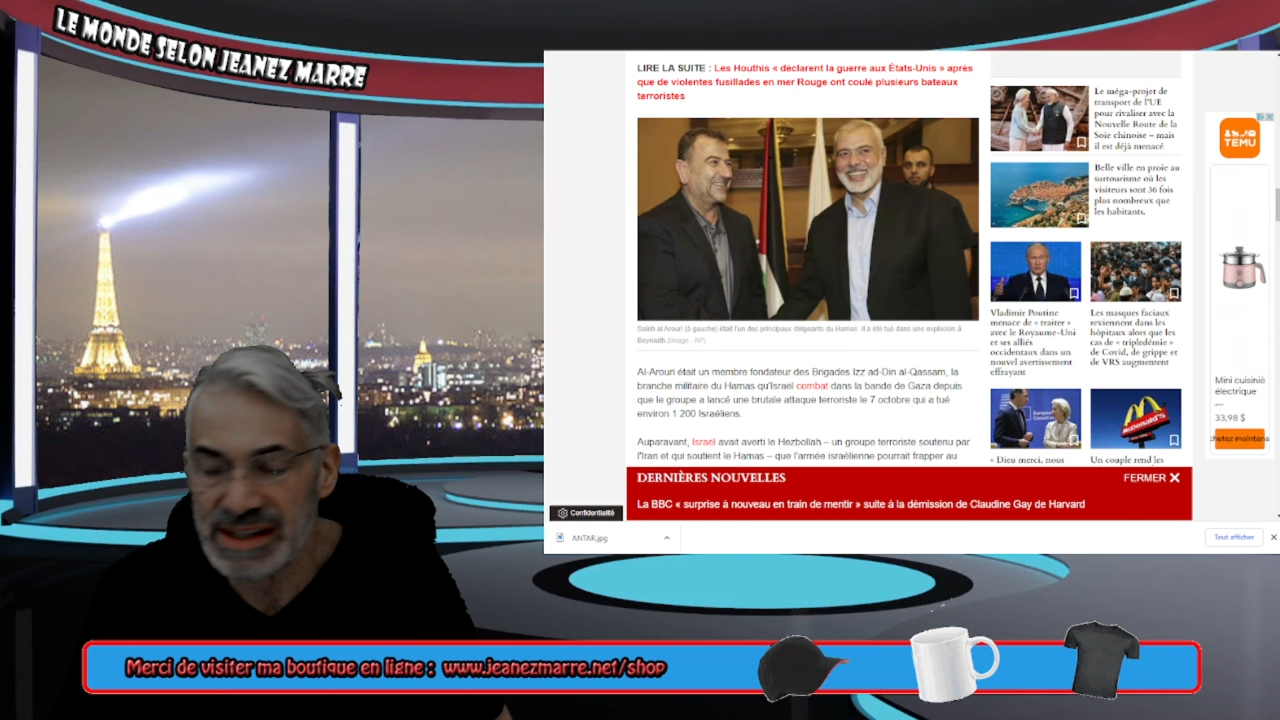 LE MONDE SELON JEANEZ MARRE
LIRE LA SUITE : Les Houthis « déclarent la guerre aux États-Unis » après
que de violentes fusillades en mer Rouge ont coulé plusieurs bateaux
terroristes
Saleh al Arouri (à gauche) était l'un des principaux dirigeants du Hamas. Il a été tué dans une explosion à
Beyrouth (Image : AP)
Al-Arouri était un membre fondateur des Brigades Izz ad-Din al-Qassam, la
branche militaire du Hamas qu'Israël combat dans la bande de Gaza depuis
que le groupe a lancé une brutale attaque terroriste le 7 octobre qui a tué
environ 1 200 Israéliens.
Auparavant, Israël avait averti le Hezbollah – un groupe terroriste soutenu par
l'Iran et qui soutient le Hamas – que l'armée israélienne pourrait frapper au
Le méga-projet de
transport de l'UE
pour rivaliser avec la
Nouvelle Route de la
Soie chinoise – mais
il est déjà menacé
Belle ville en proie au
surtourisme où les
visiteurs sont 36 fois
plus nombreux que
les habitants.
Vladimir Poutine
menace de « traiter »
avec le Royaume-Uni
et ses alliés
occidentaux dans un
nouvel avertissement
effrayant
Les masques faciaux
reviennent dans les
hôpitaux alors que les
cas de « triplédémie »
de Covid, de grippe et
de VRS augmentent
« Dieu merci, nous
Un couple rend les
McDonald's
TEMU
Mini cuisiniè
électrique
,...
33,98 $
chetez maintena
DERNIÈRES NOUVELLES
FERMER ✕
La BBC « surprise à nouveau en train de mentir » suite à la démission de Claudine Gay de Harvard
Confidentialité
ANTAR.jpg
Tout afficher
Merci de visiter ma boutique en ligne : www.jeanezmarre.net/shop